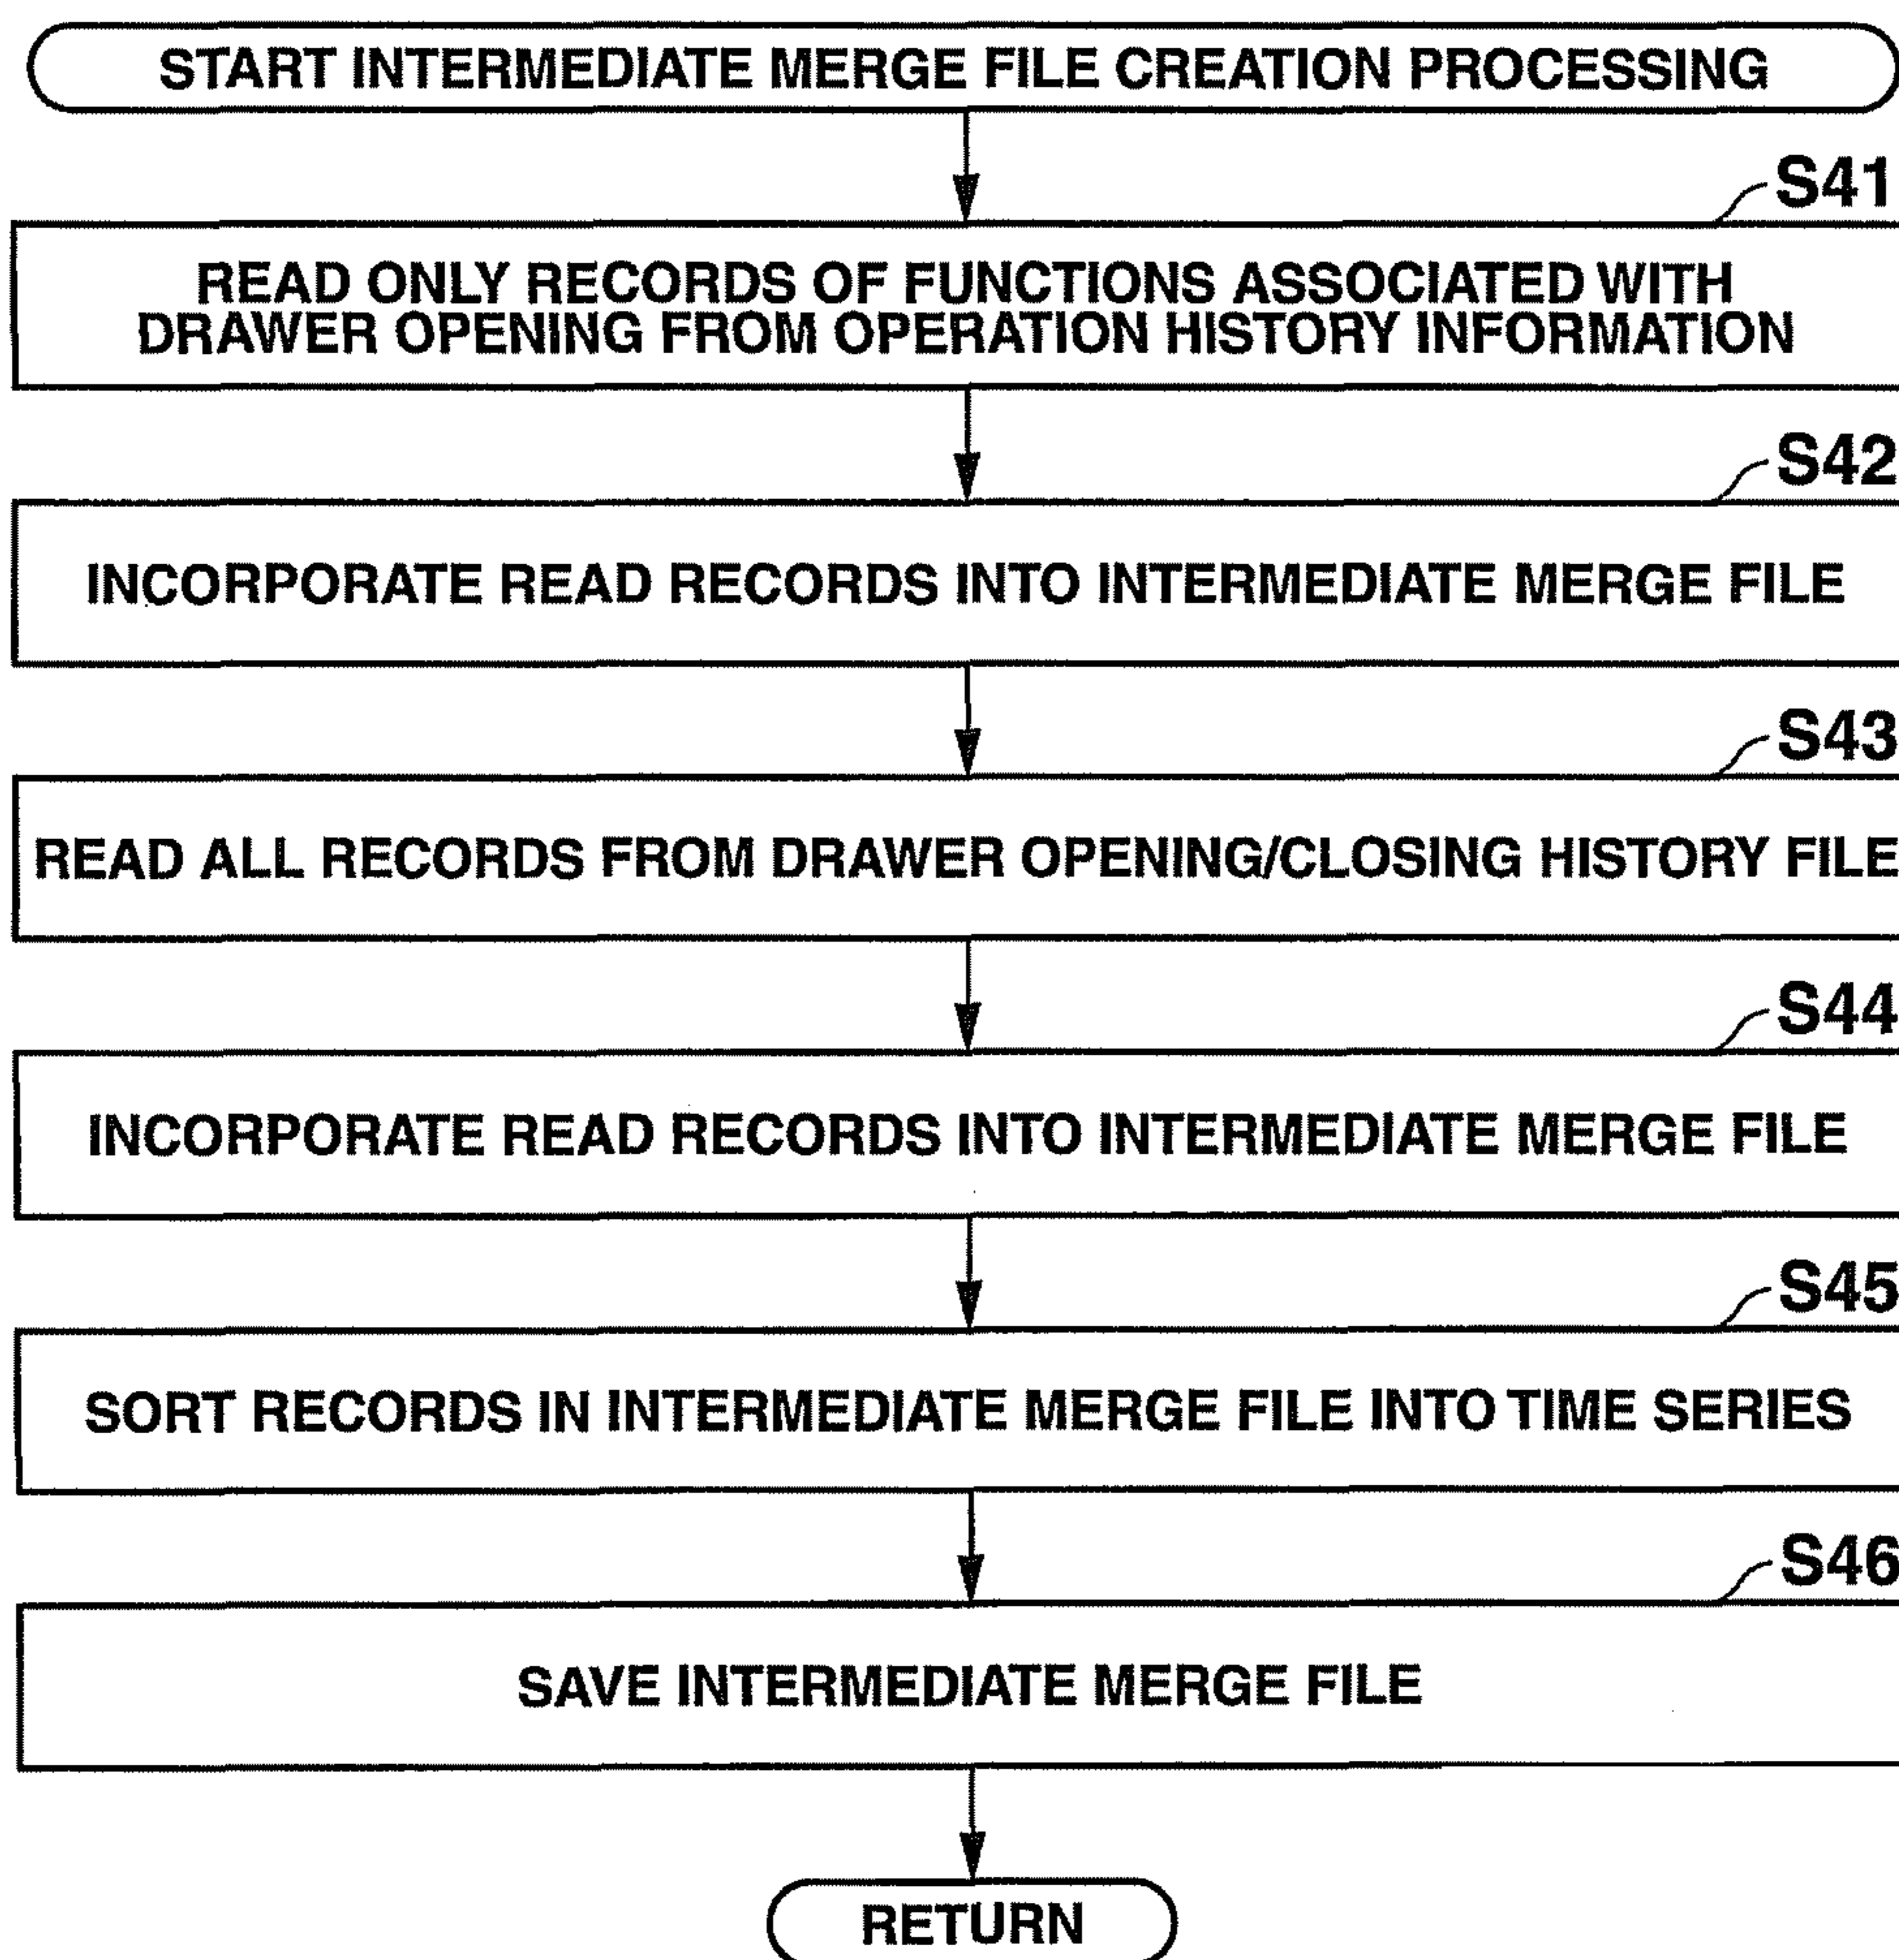 START INTERMEDIATE MERGE FILE CREATION PROCESSING
S41
READ ONLY RECORDS OF FUNCTIONS ASSOCIATED WITH
DRAWER OPENING FROM OPERATION HISTORY INFORMATION
S42
INCORPORATE READ RECORDS INTO INTERMEDIATE MERGE FILE
S43
READ ALL RECORDS FROM DRAWER OPENING/CLOSING HISTORY FILE
S44
INCORPORATE READ RECORDS INTO INTERMEDIATE MERGE FILE
S45
SORT RECORDS IN INTERMEDIATE MERGE FILE INTO TIME SERIES
S46
SAVE INTERMEDIATE MERGE FILE
RETURN